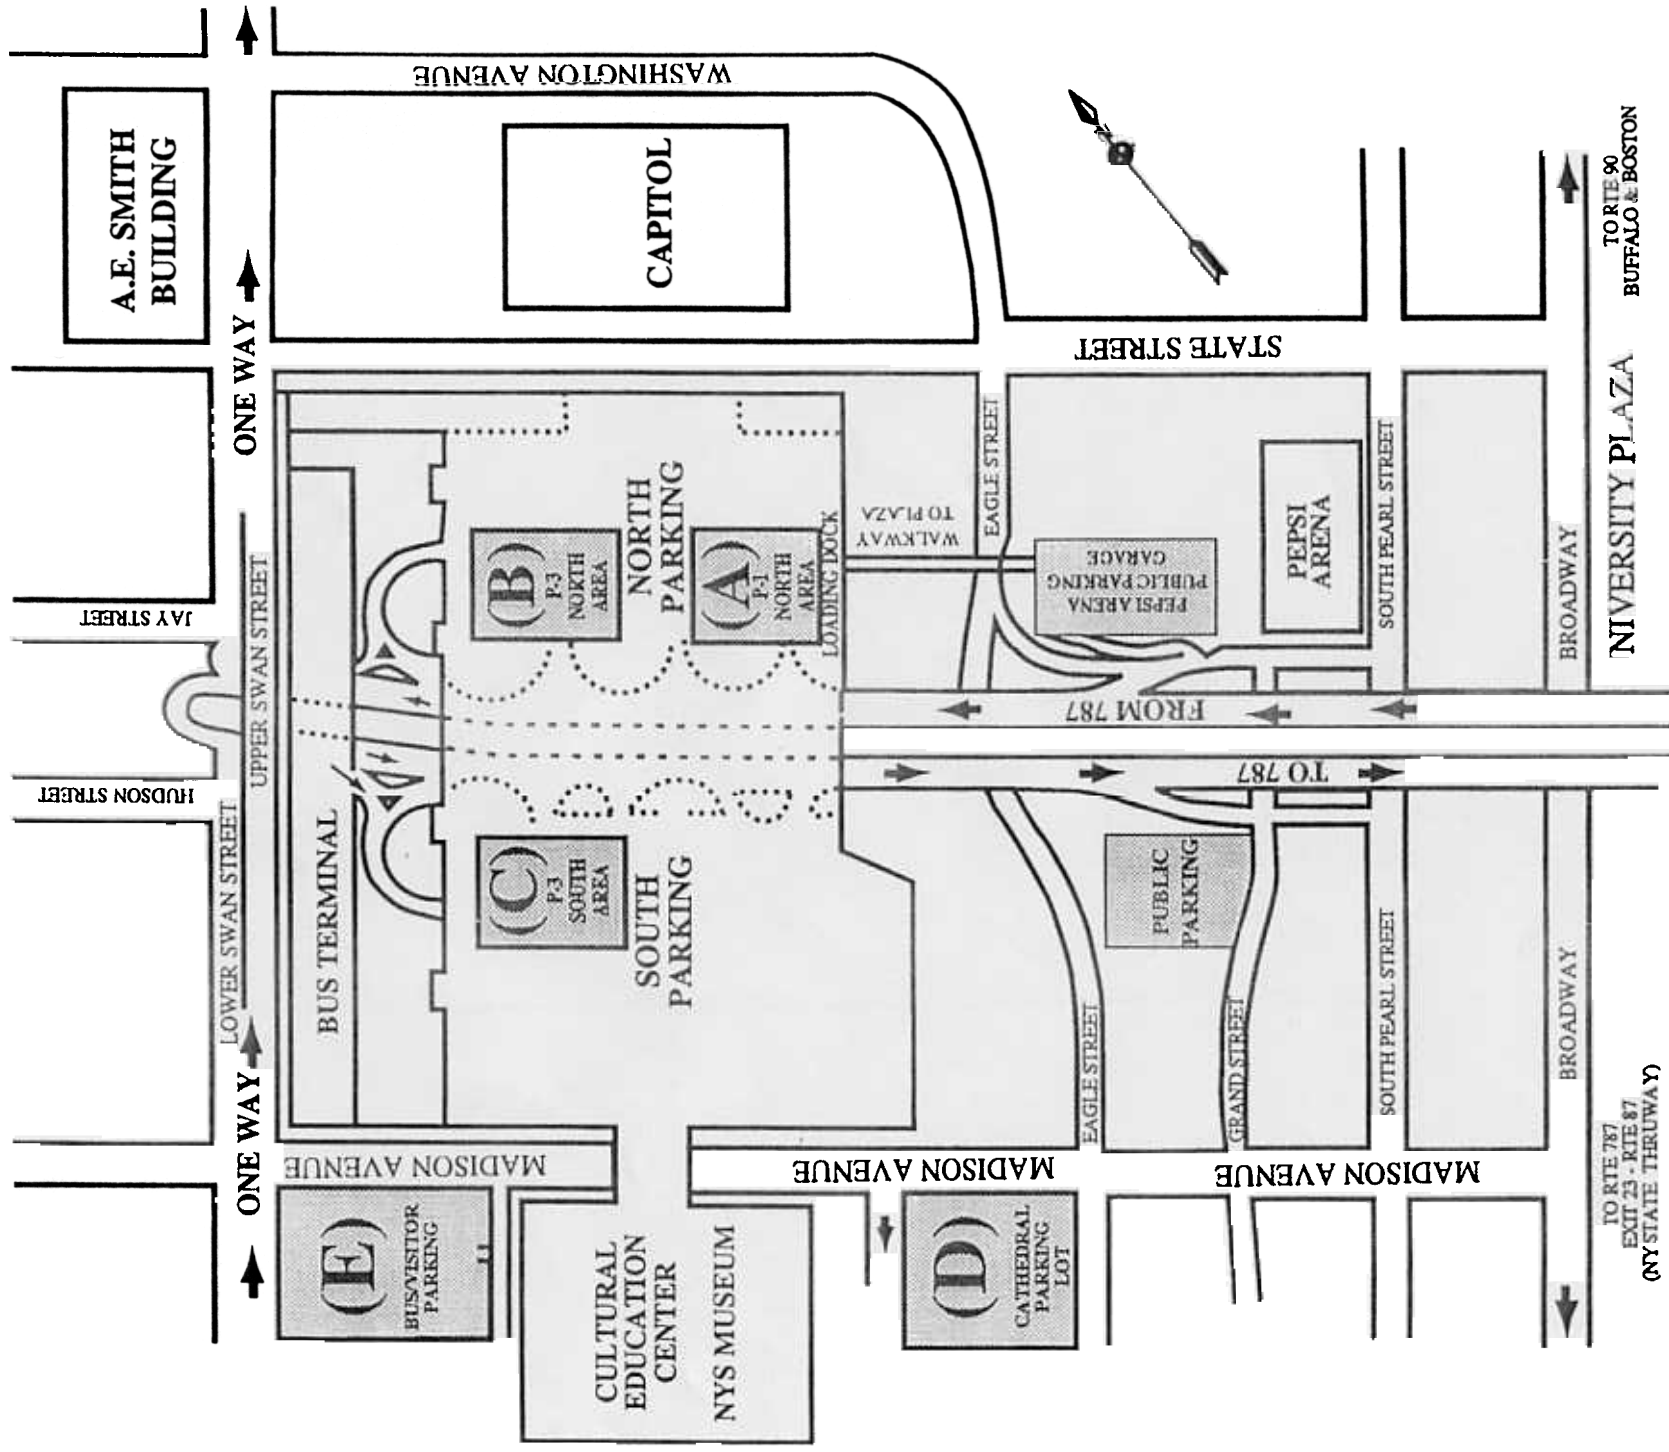 WASHINGTON AVENUE
A.E. SMITH
BUILDING
CAPITOL
TO RTE 90
BUFFALO & BOSTON
ONE WAY
STATE STREET
NIVERSITY PLAZA
EAGLE STREET
NORTH
PARKING
(B)
P-3
NORTH
AREA
(A)
P-1
NORTH
AREA
LOADING DOCK
WALKWAY
TO PLAZA
PEPSI ARENA
PUBLIC PARKING
GARAGE
PEPSI
ARENA
SOUTH PEARL STREET
BROADWAY
JAY STREET
UPPER SWAN STREET
FROM 787
TO 787
HUDSON STREET
LOWER SWAN STREET
BUS TERMINAL
(C)
P-3
SOUTH
AREA
SOUTH
PARKING
PUBLIC
PARKING
EAGLE STREET
GRAND STREET
SOUTH PEARL STREET
BROADWAY
ONE WAY
MADISON AVENUE
MADISON AVENUE
MADISON AVENUE
TO RTE 787
EXIT 23 - RTE 87
(NY STATE THRUWAY)
(E)
BUS/VISITOR
PARKING
CULTURAL
EDUCATION
CENTER
NYS MUSEUM
(D)
CATHEDRAL
PARKING
LOT